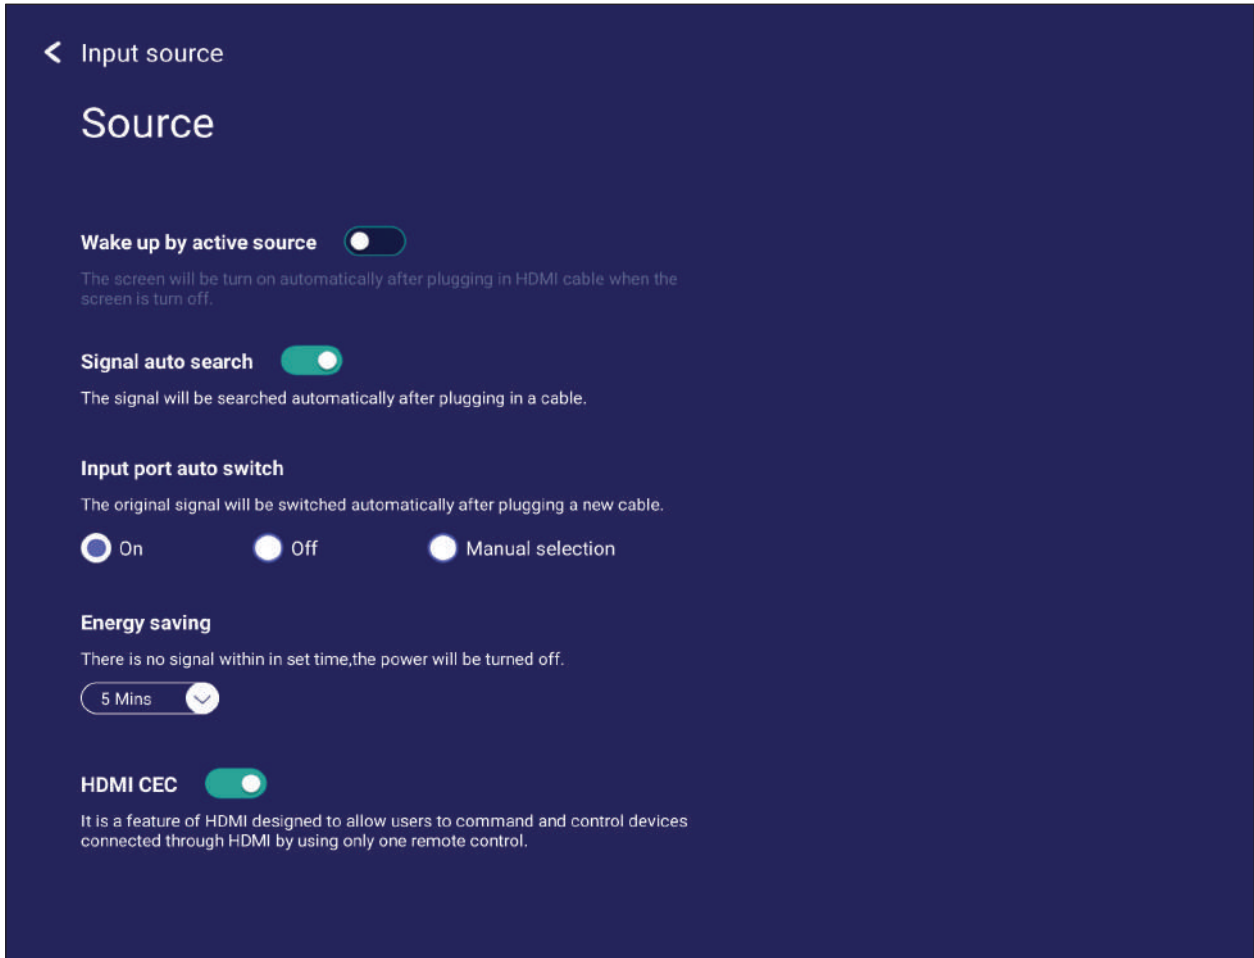 Input source
Source
Wake up by active source
The screen will be turn on automatically after plugging in HDMI cable when the
screen is turn off.
Signal auto search
The signal will be searched automatically after plugging in a cable.
Input port auto switch
The original signal will be switched automatically after plugging a new cable.
On Off Manual selection
Energy saving
There is no signal within in set time,the power will be turned off.
5 Mins
HDMI CEC
It is a feature of HDMI designed to allow users to command and control devices
connected through HDMI by using only one remote control.